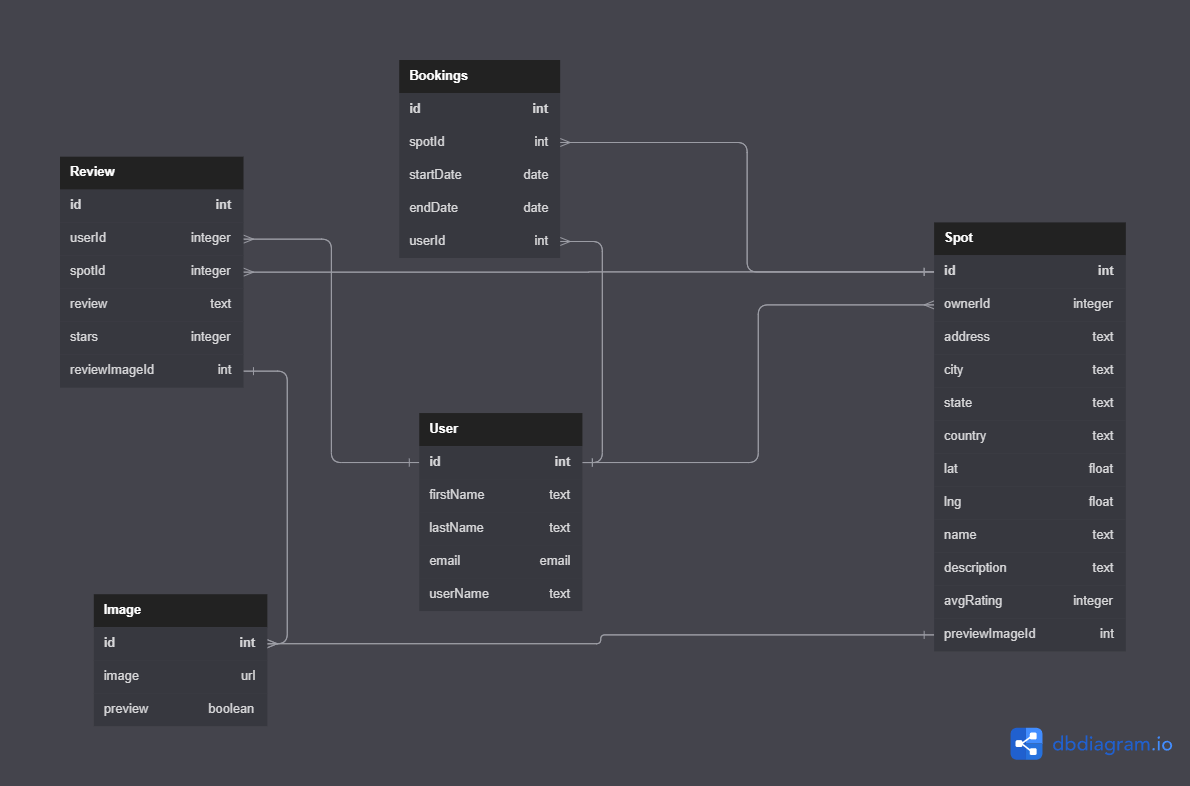 Bookings
id int
spotId int
startDate date
endDate date
userId int
Review
id int
userId integer
spotId integer
review text
stars integer
reviewImageId int
Spot
id int
ownerId integer
address text
city text
state text
country text
lat float
lng float
name text
description text
avgRating integer
previewImageId int
User
id int
firstName text
lastName text
email email
userName text
Image
id int
image url
preview boolean
dbdiagram.io